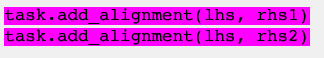 task.add_alignment(lhs, rhs1)
task.add_alignment(lhs, rhs2)